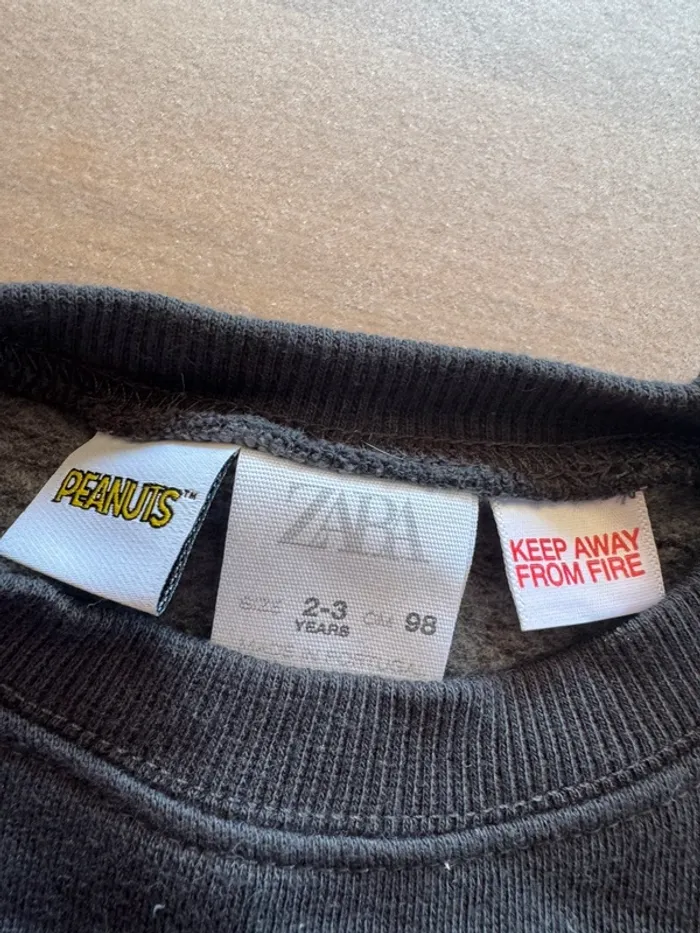 PEANUTS™
ZARA
SIZE 2-3 CM 98
YEARS
MADE IN PORTUGAL
KEEP AWAY
FROM FIRE